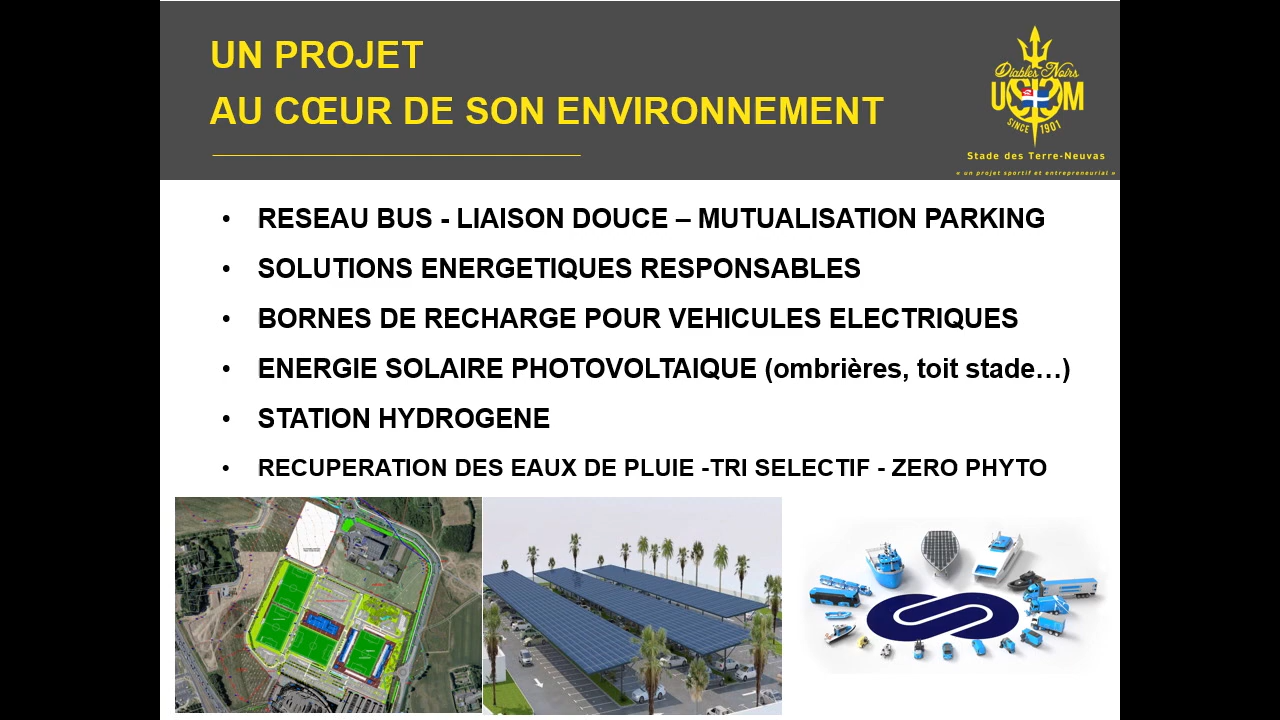 UN PROJET
AU CŒUR DE SON ENVIRONNEMENT
Diables Noirs
USSM
SINCE 1901
Stade des Terre-Neuvas
« un projet sportif et entrepreneurial »
• RESEAU BUS - LIAISON DOUCE – MUTUALISATION PARKING
• SOLUTIONS ENERGETIQUES RESPONSABLES
• BORNES DE RECHARGE POUR VEHICULES ELECTRIQUES
• ENERGIE SOLAIRE PHOTOVOLTAIQUE (ombrières, toit stade…)
• STATION HYDROGENE
• RECUPERATION DES EAUX DE PLUIE -TRI SELECTIF - ZERO PHYTO